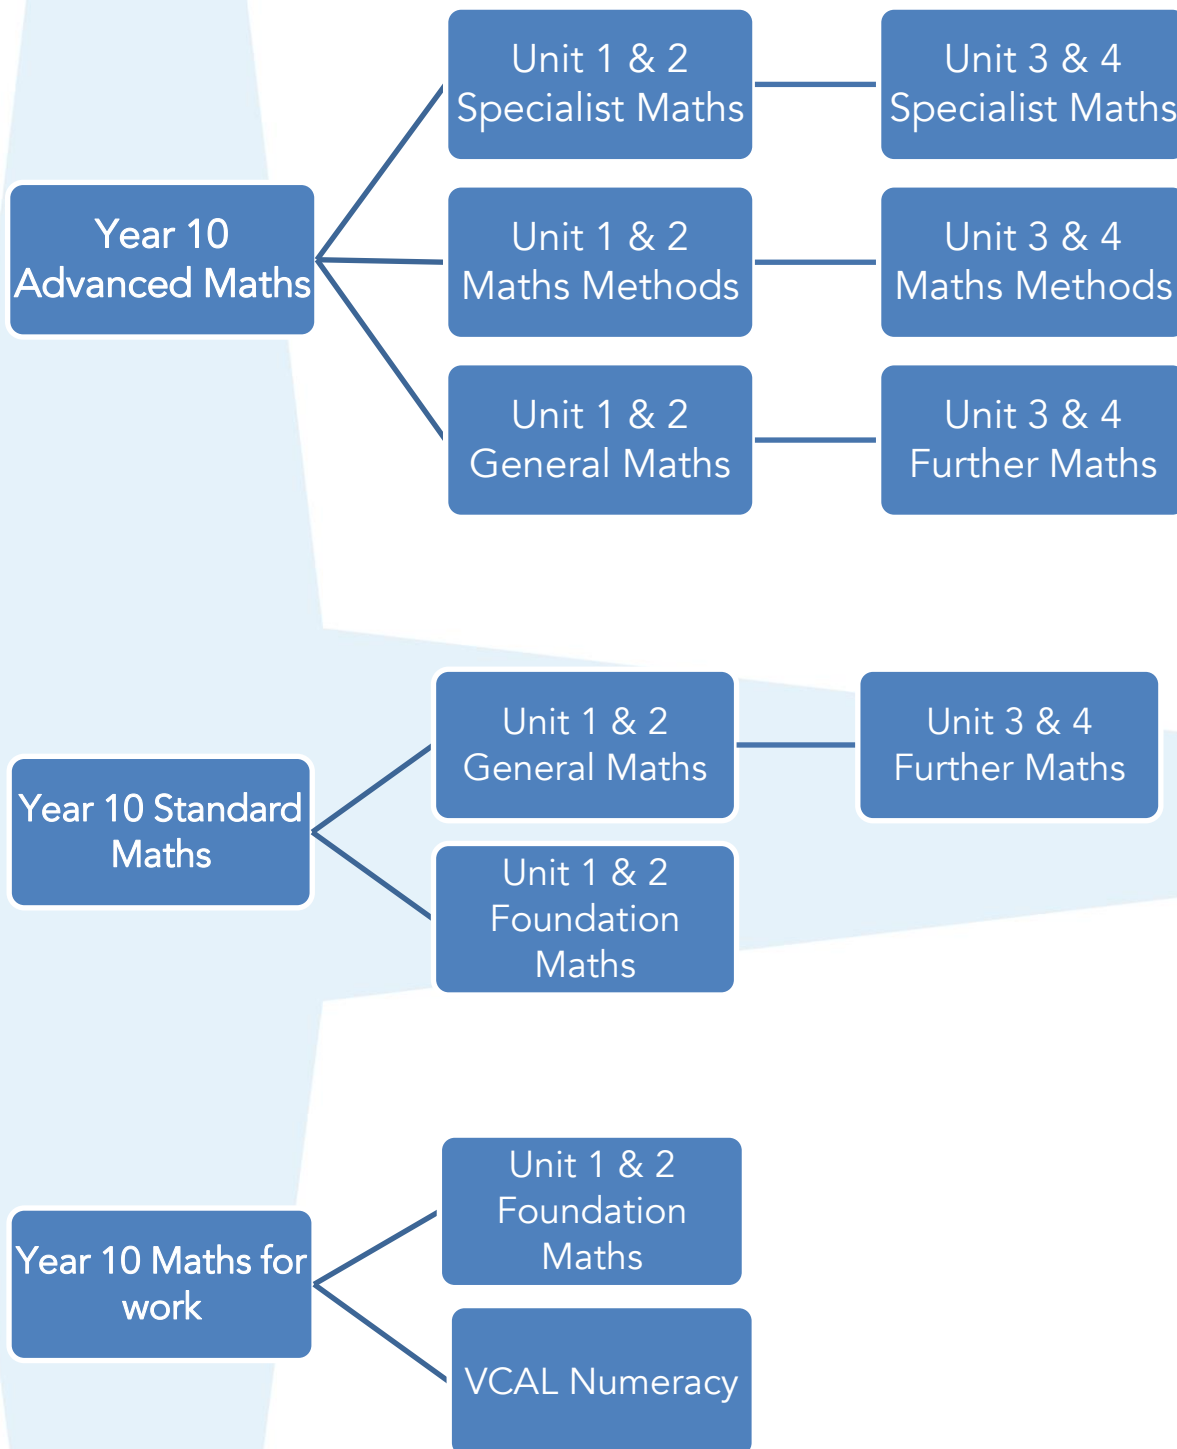 Unit 1 & 2
Specialist Maths
Unit 3 & 4
Specialist Maths
Year 10
Advanced Maths
Unit 1 & 2
Maths Methods
Unit 3 & 4
Maths Methods
Unit 1 & 2
General Maths
Unit 3 & 4
Further Maths
Year 10 Standard
Maths
Unit 1 & 2
General Maths
Unit 3 & 4
Further Maths
Unit 1 & 2
Foundation
Maths
Year 10 Maths for
work
Unit 1 & 2
Foundation
Maths
VCAL Numeracy